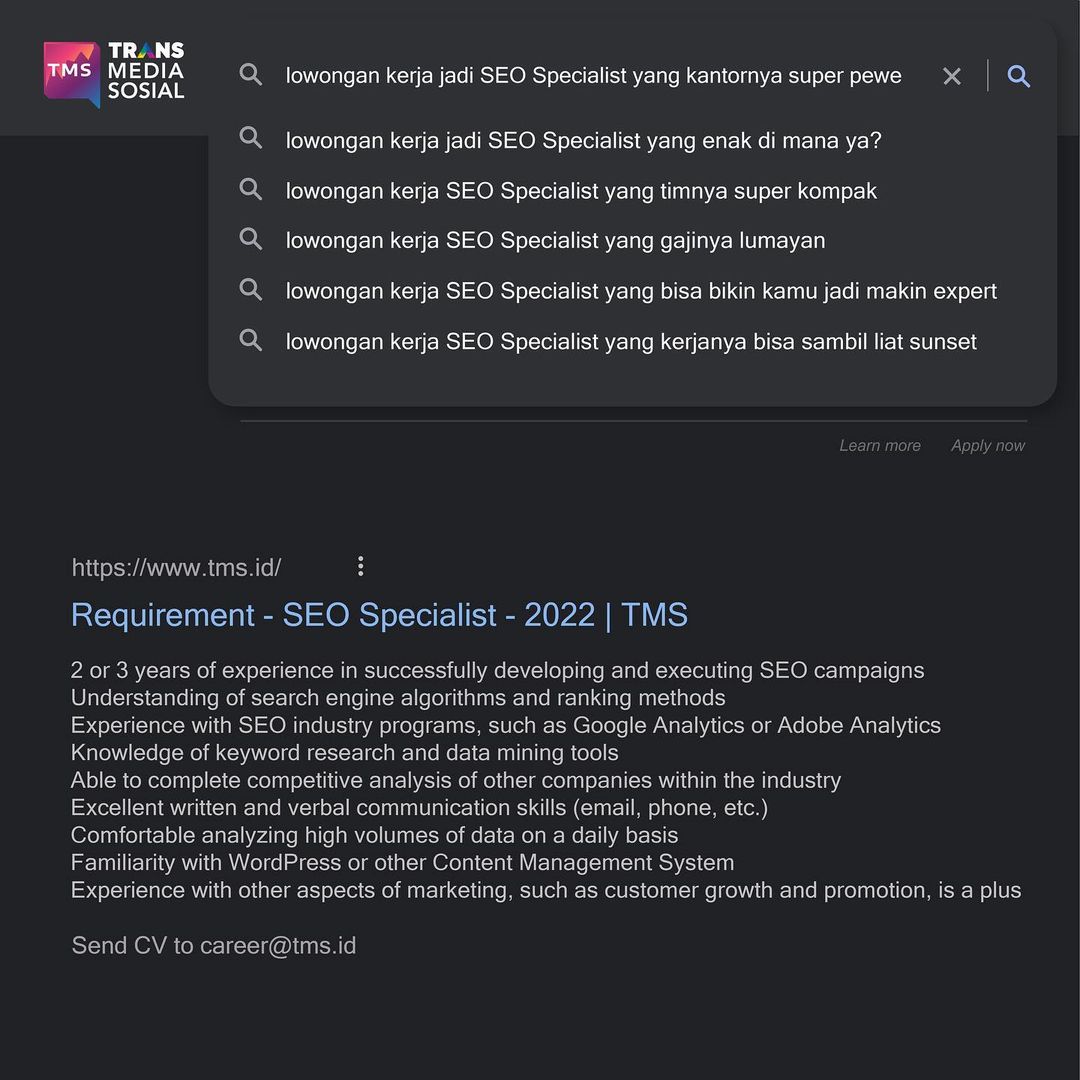 TMS
TRANS
MEDIA
SOSIAL
lowongan kerja jadi SEO Specialist yang kantornya super pewe
lowongan kerja jadi SEO Specialist yang enak di mana ya?
lowongan kerja SEO Specialist yang timnya super kompak
lowongan kerja SEO Specialist yang gajinya lumayan
lowongan kerja SEO Specialist yang bisa bikin kamu jadi makin expert
lowongan kerja SEO Specialist yang kerjanya bisa sambil liat sunset
Learn more Apply now
https://www.tms.id/
Requirement - SEO Specialist - 2022 | TMS
2 or 3 years of experience in successfully developing and executing SEO campaigns
Understanding of search engine algorithms and ranking methods
Experience with SEO industry programs, such as Google Analytics or Adobe Analytics
Knowledge of keyword research and data mining tools
Able to complete competitive analysis of other companies within the industry
Excellent written and verbal communication skills (email, phone, etc.)
Comfortable analyzing high volumes of data on a daily basis
Familiarity with WordPress or other Content Management System
Experience with other aspects of marketing, such as customer growth and promotion, is a plus
Send CV to career@tms.id